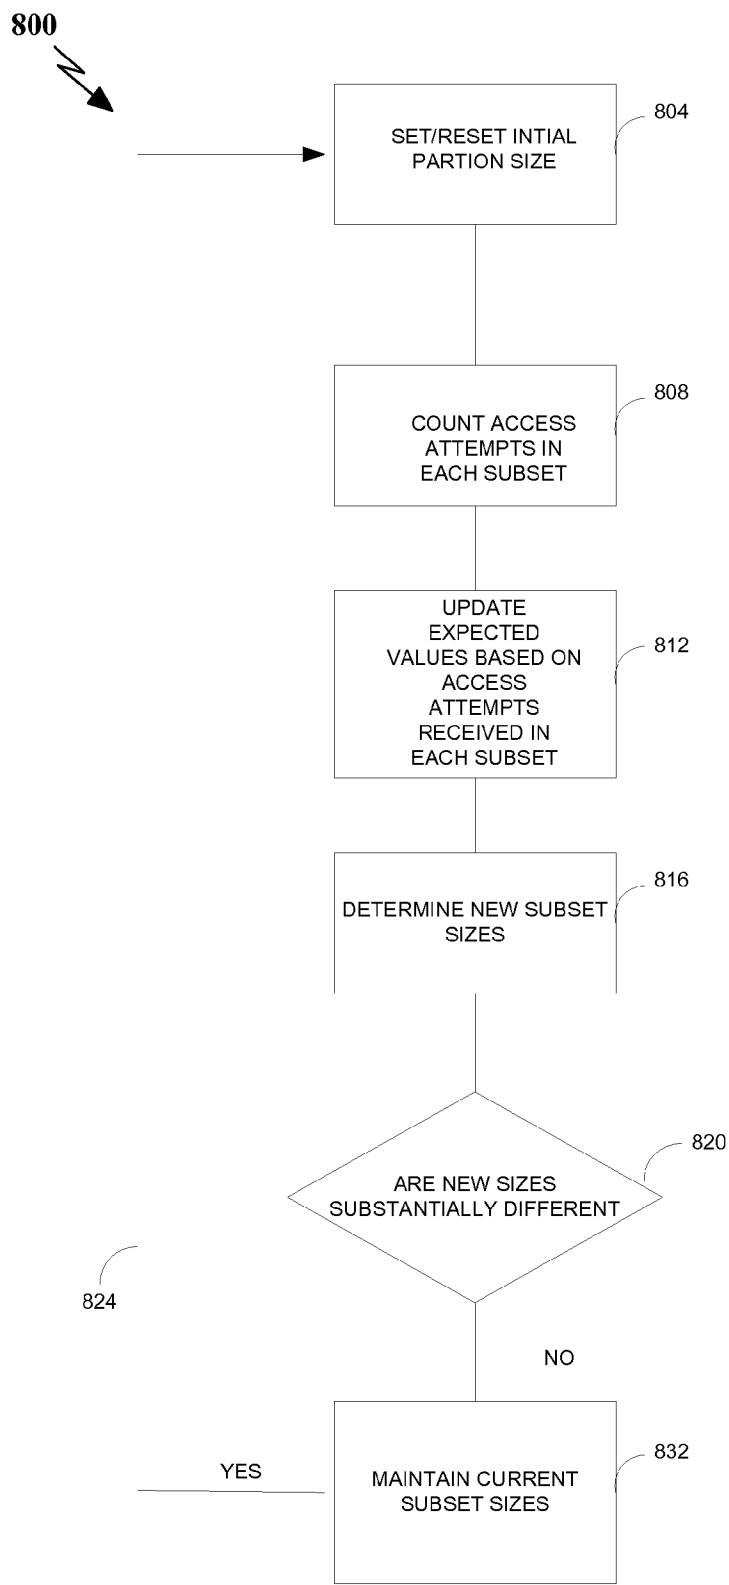 800
804
SET/RESET INTIAL
PARTION SIZE
808
COUNT ACCESS
ATTEMPTS IN
EACH SUBSET
UPDATE
EXPECTED
VALUES BASED ON
ACCESS
ATTEMPTS
RECEIVED IN
EACH SUBSET
812
816
DETERMINE NEW SUBSET
SIZES
820
ARE NEW SIZES
SUBSTANTIALLY DIFFERENT
824
NO
832
YES
MAINTAIN CURRENT
SUBSET SIZES